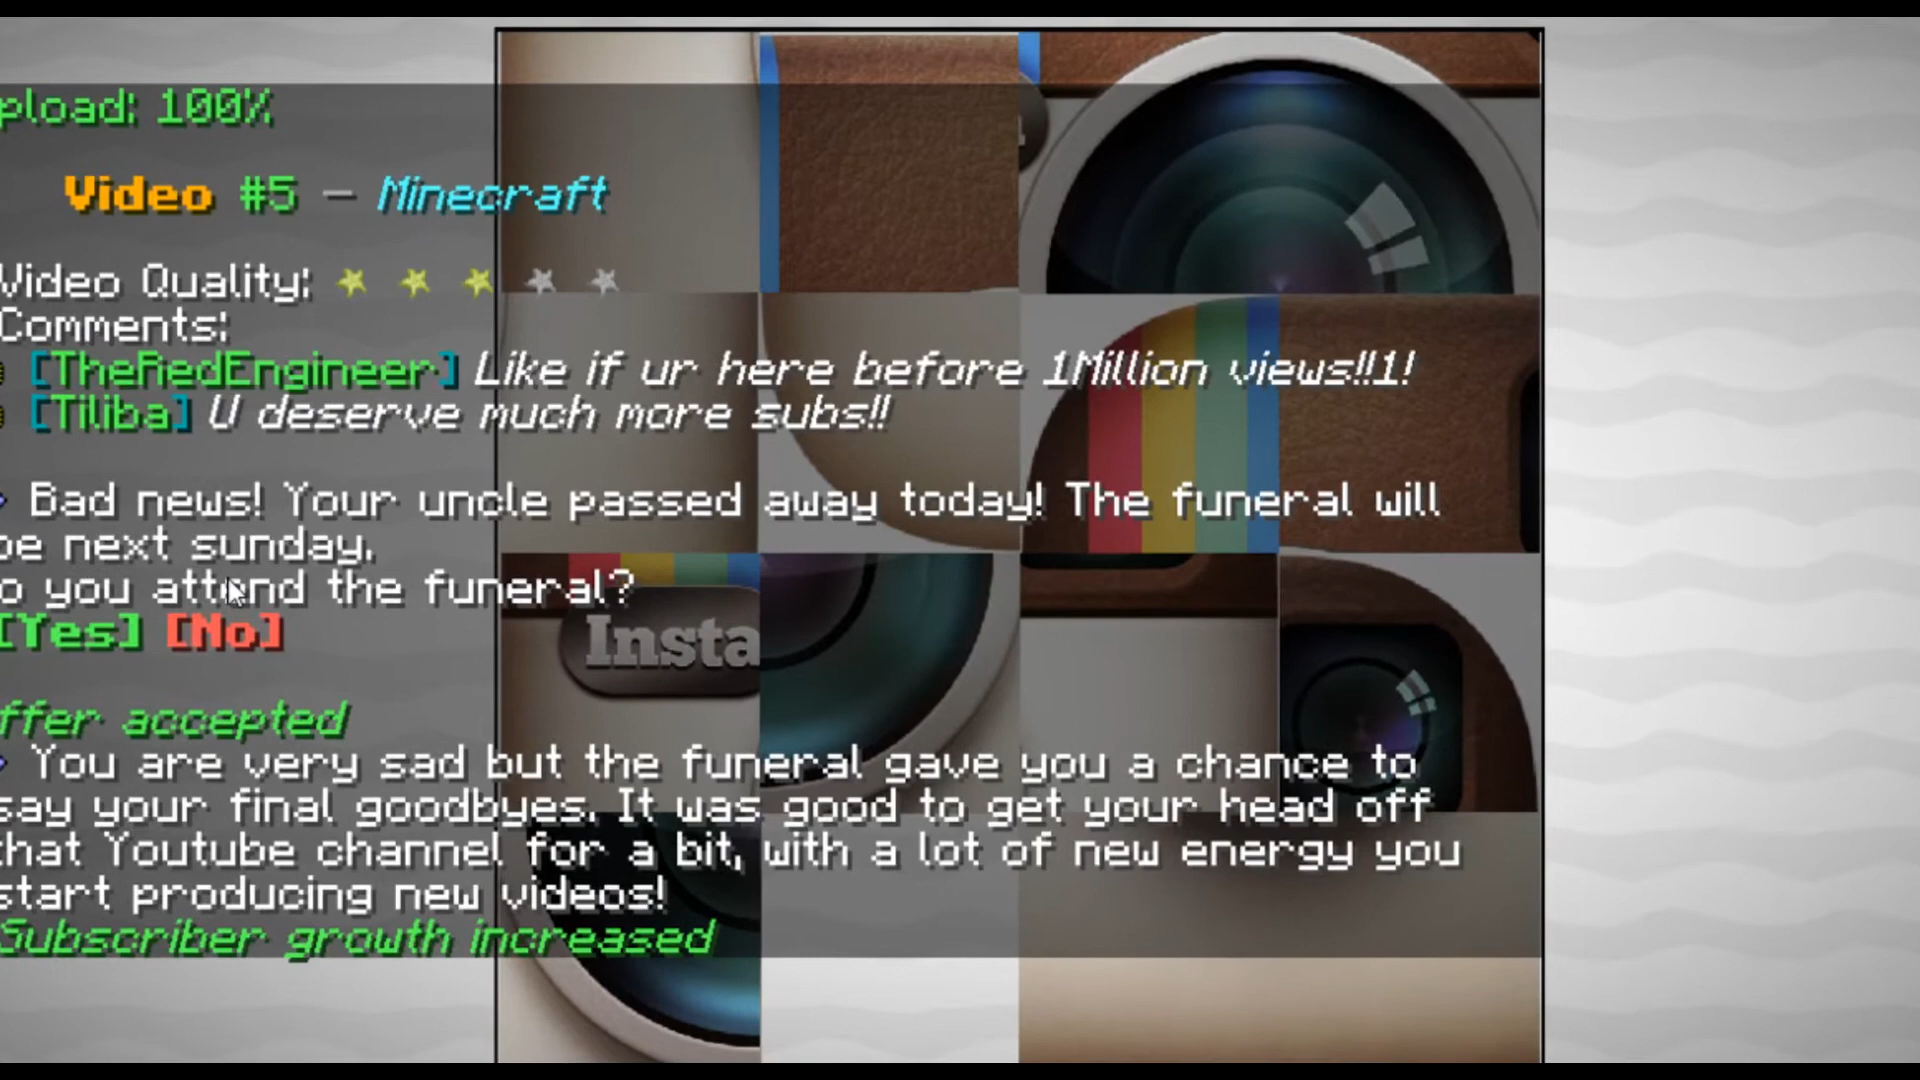 pload: 100%
Video #5 — Minecraft
Video Quality:
Comments:
[TheRedEngineer] Like if ur here before 1Million views!!1!
[Tiliba] U deserve much more subs!!
Bad news! Your uncle passed away today! The funeral will
be next sunday.
o you attend the funeral?
[Yes] [No]
ffer accepted
You are very sad but the funeral gave you a chance to
say your final goodbyes. It was good to get your head off
that Youtube channel for a bit, with a lot of new energy you
start producing new videos!
Subscriber growth increased
Insta